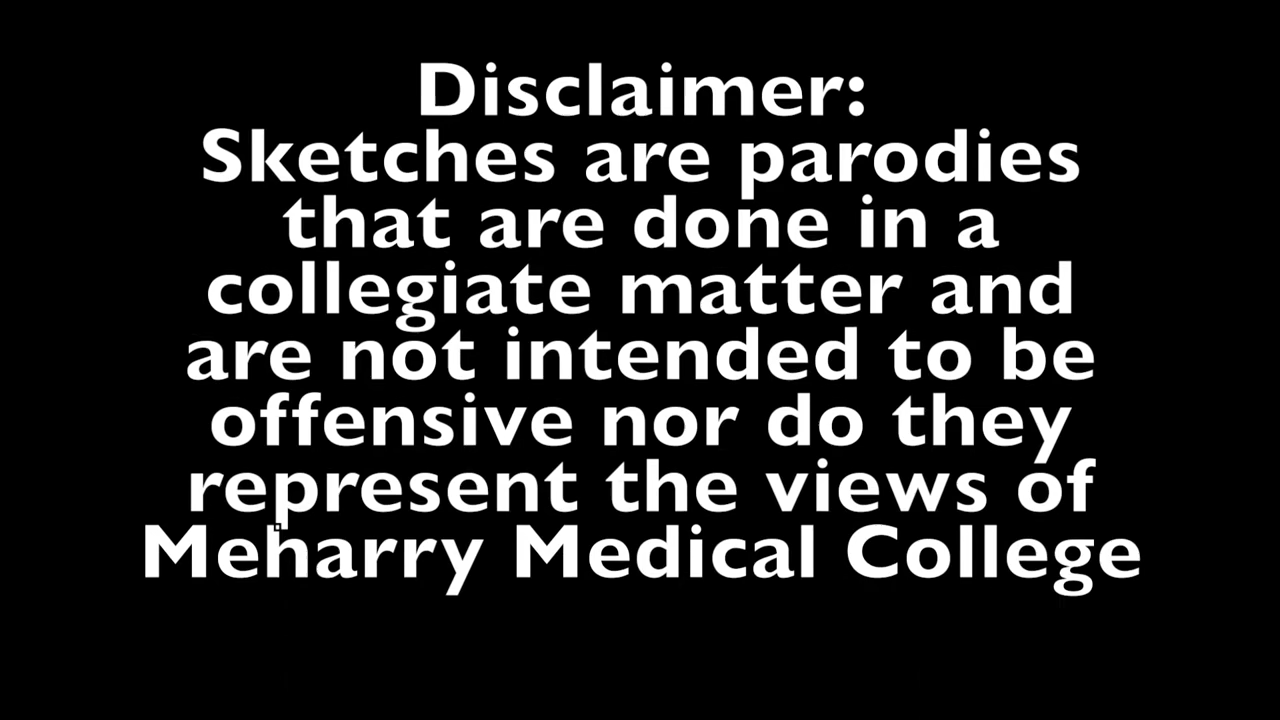 Disclaimer:
Sketches are parodies
that are done in a
collegiate matter and
are not intended to be
offensive nor do they
represent the views of
Meharry Medical College